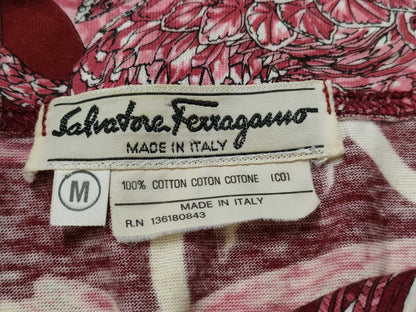 Salvatore Ferragamo
MADE IN ITALY
M
100% COTTON COTON COTONE (CO)
MADE IN ITALY
R.N 136180843